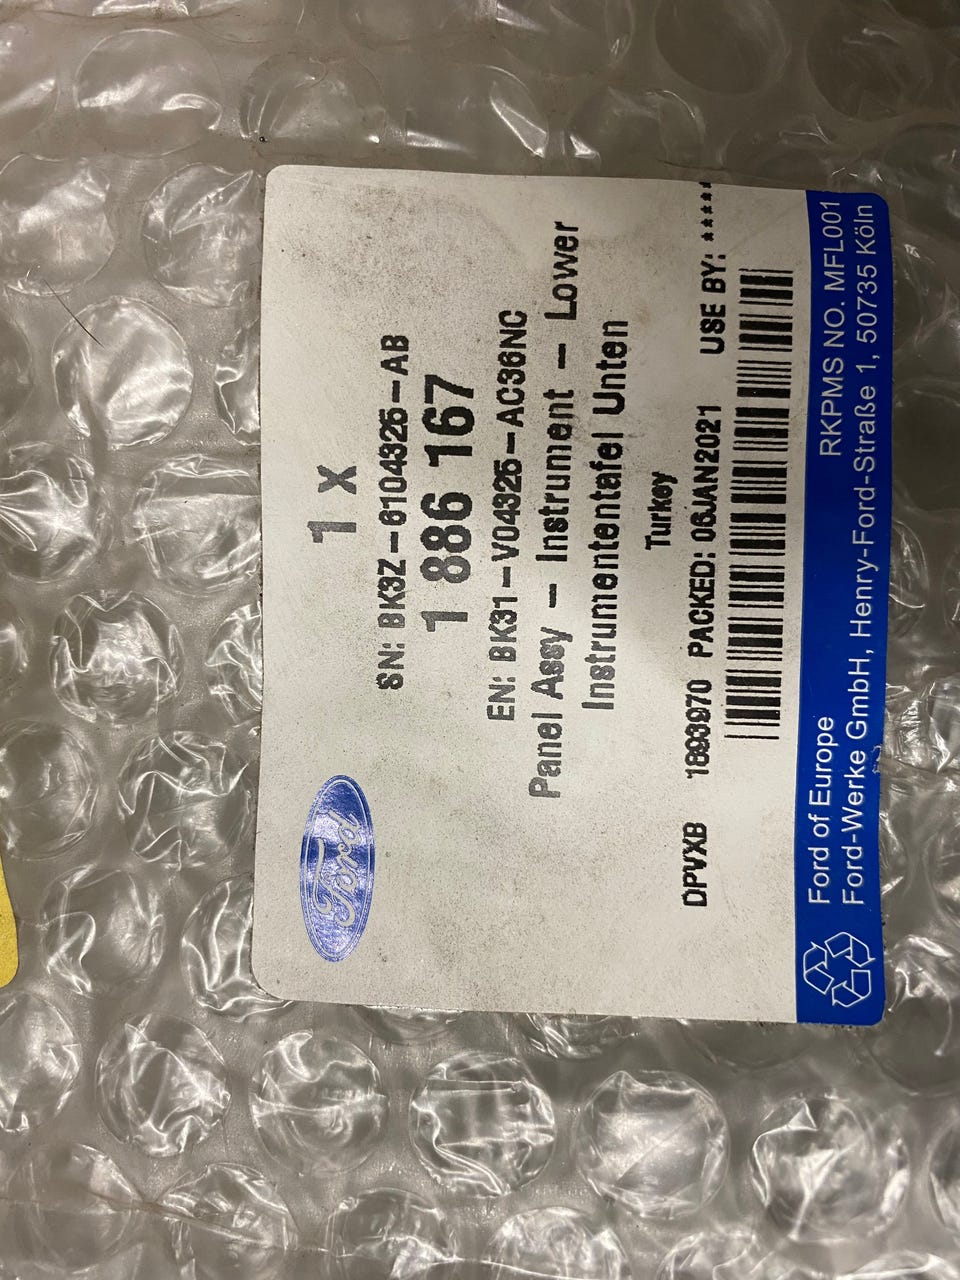 Ford
1 x
SN: BK3Z-6104325-AB
1 886 167
EN: BK31-V04325-AC36NC
Panel Assy - Instrument - Lower
Instrumententafel Unten
Turkey
DPVXB 1893970 PACKED: 06JAN2021 USE BY: *****
Ford of Europe RKPMS NO. MFL001
Ford-Werke GmbH, Henry-Ford-Straße 1, 50735 Köln